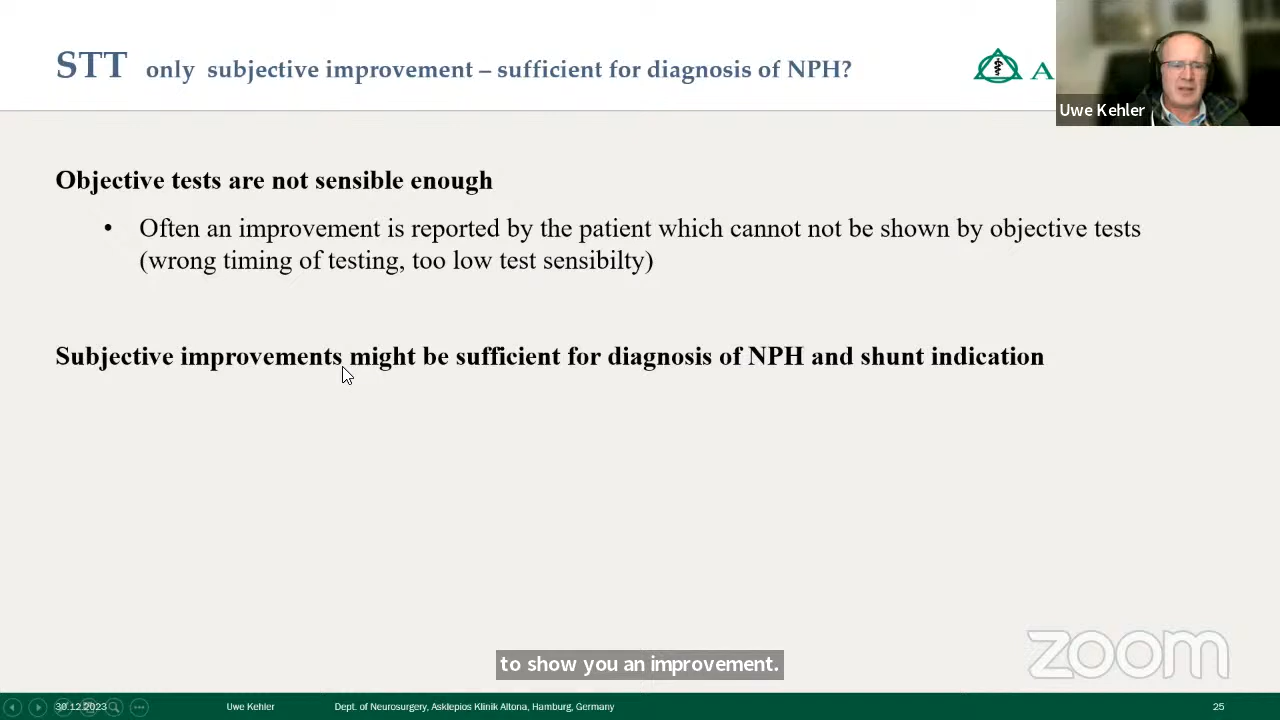 STT only subjective improvement – sufficient for diagnosis of NPH?
A
Uwe Kehler
Objective tests are not sensible enough
• Often an improvement is reported by the patient which cannot not be shown by objective tests
(wrong timing of testing, too low test sensibilty)
Subjective improvements might be sufficient for diagnosis of NPH and shunt indication
to show you an improvement.
zoom
30.12.2023 Uwe Kehler Dept. of Neurosurgery, Asklepios Klinik Altona, Hamburg, Germany 25